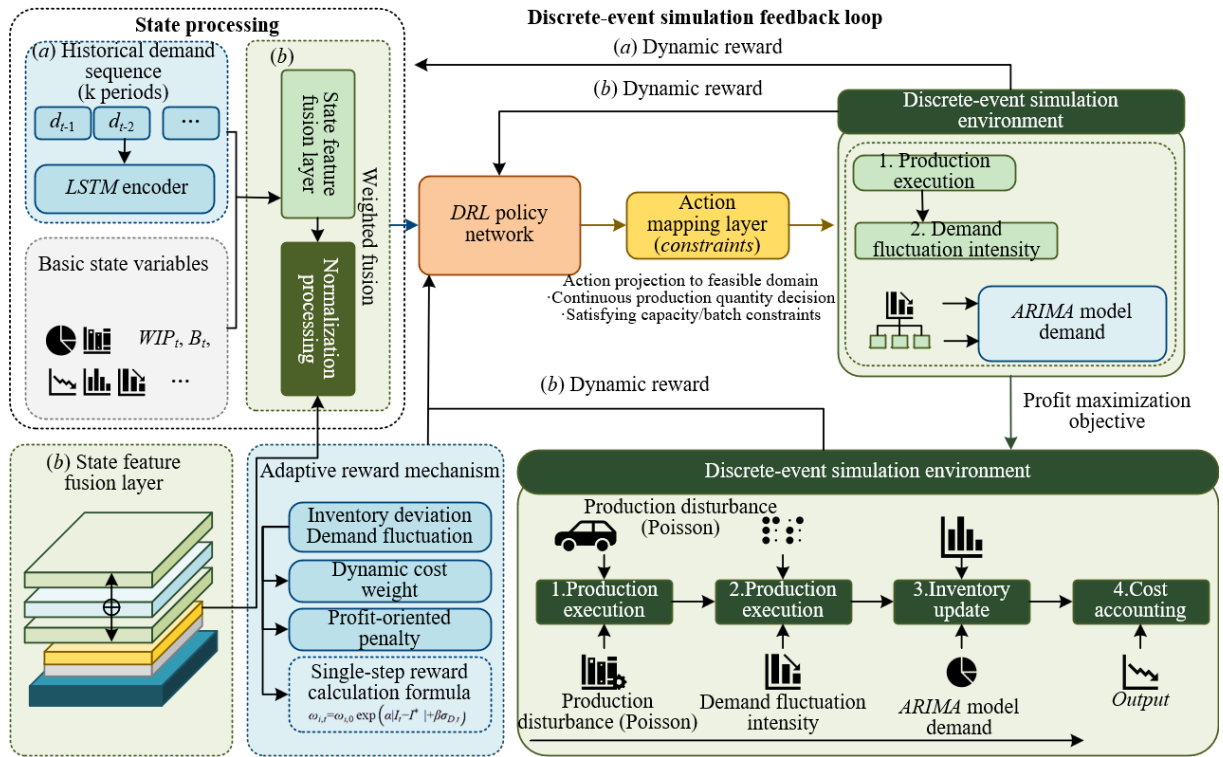 State processing
(a) Historical demand
sequence
(k periods)
d_{t-1}
d_{t-2}
...
LSTM encoder
Basic state variables
WIP_t, B_t,
...
(b)
State feature
fusion layer
Normalization
processing
Weighted fusion
Discrete-event simulation feedback loop
(a) Dynamic reward
(b) Dynamic reward
DRL policy
network
Action
mapping layer
(constraints)
Action projection to feasible domain
·Continuous production quantity decision
·Satisfying capacity/batch constraints
Discrete-event simulation
environment
1. Production
execution
2. Demand
fluctuation intensity
ARIMA model
demand
(b) Dynamic reward
Profit maximization
objective
(b) State feature
fusion layer
Adaptive reward mechanism
Inventory deviation
Demand fluctuation
Dynamic cost
weight
Profit-oriented
penalty
Single-step reward
calculation formula
ω_{i,t}=ω_{i,0} exp(α|I_t−I* |+βσ_{D,t})
Discrete-event simulation environment
Production disturbance
(Poisson)
1.Production
execution
2.Production
execution
3.Inventory
update
4.Cost
accounting
Production
disturbance (Poisson)
Demand fluctuation
intensity
ARIMA model
demand
Output